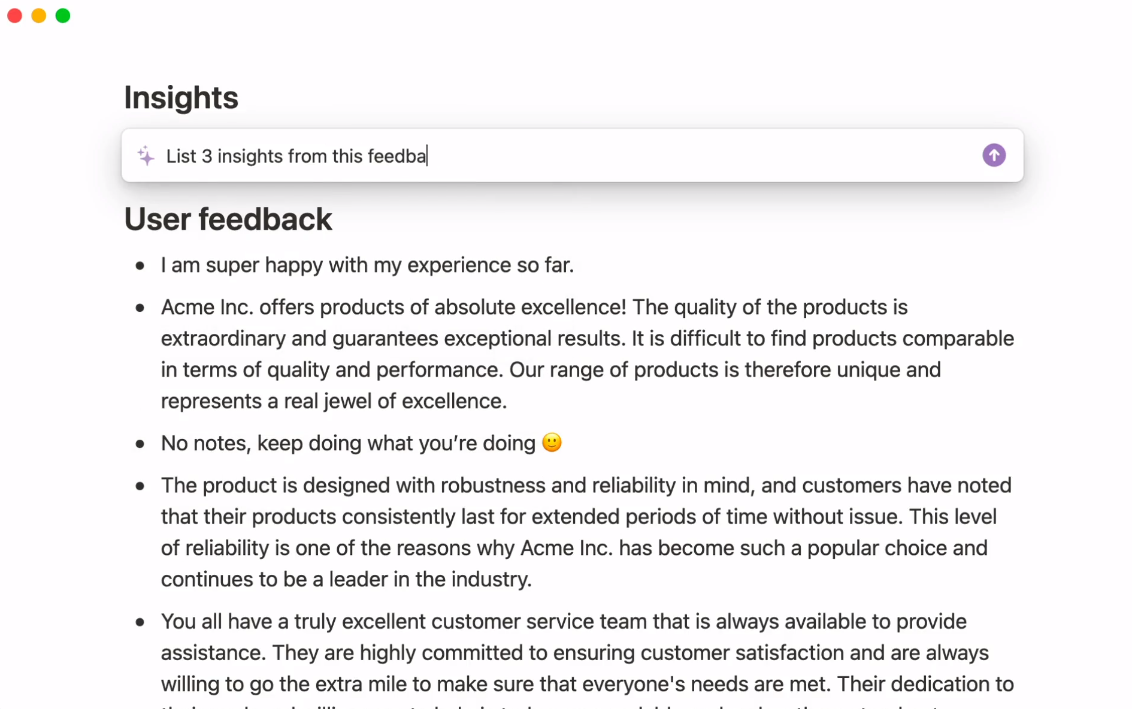 Insights
List 3 insights from this feedba
User feedback
I am super happy with my experience so far.
Acme Inc. offers products of absolute excellence! The quality of the products is
extraordinary and guarantees exceptional results. It is difficult to find products comparable
in terms of quality and performance. Our range of products is therefore unique and
represents a real jewel of excellence.
No notes, keep doing what you’re doing 🙂
The product is designed with robustness and reliability in mind, and customers have noted
that their products consistently last for extended periods of time without issue. This level
of reliability is one of the reasons why Acme Inc. has become such a popular choice and
continues to be a leader in the industry.
You all have a truly excellent customer service team that is always available to provide
assistance. They are highly committed to ensuring customer satisfaction and are always
willing to go the extra mile to make sure that everyone's needs are met. Their dedication to